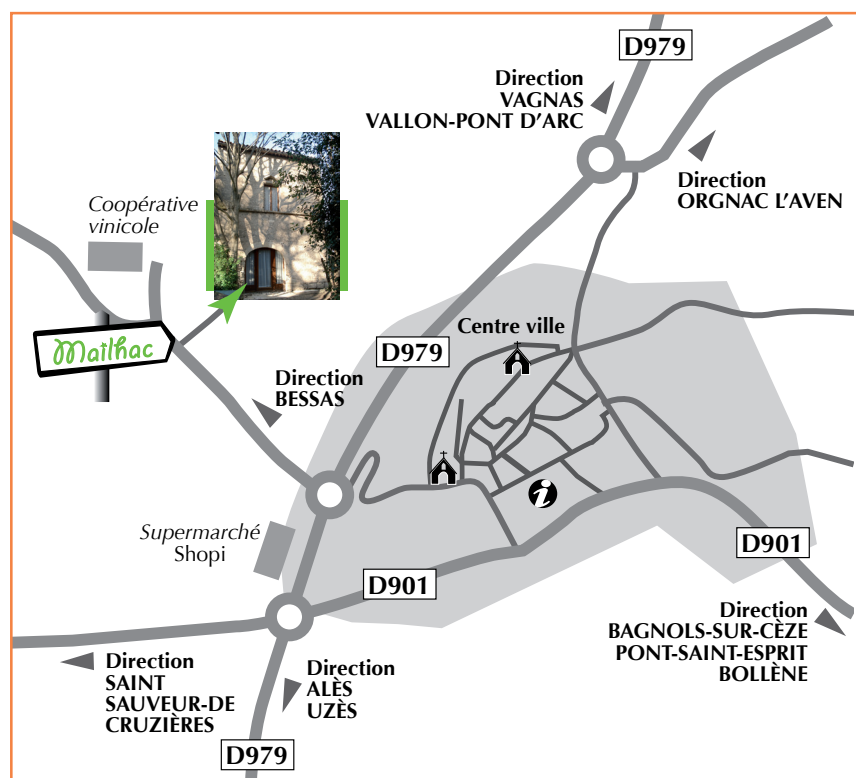 D979
Direction
VAGNAS
VALLON-PONT D'ARC
Direction
ORGNAC L'AVEN
Coopérative
vinicole
Mailhac
Centre ville
D979
Direction
BESSAS
i
Supermarché
Shopi
D901
D901
Direction
BAGNOLS-SUR-CÈZE
PONT-SAINT-ESPRIT
BOLLÈNE
Direction
SAINT
SAUVEUR-DE
CRUZIÈRES
Direction
ALÈS
UZÈS
D979